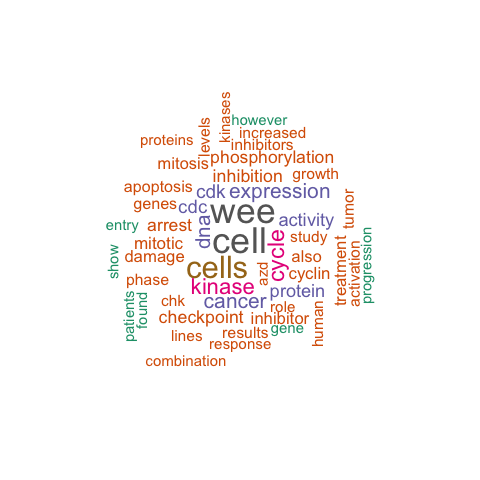 kinases
however
levels
increased
proteins
inhibitors
mitosis
phosphorylation
inhibition
growth
apoptosis
cdk
expression
genes
cdc
wee
tumor
entry
arrest
dna
activity
mitotic
cell
cycle
study
show
damage
also
progression
cells
azd
cyclin
treatment
activation
phase
kinase
protein
patients
found
chk
cancer
role
checkpoint
inhibitor
human
lines
results
gene
response
combination